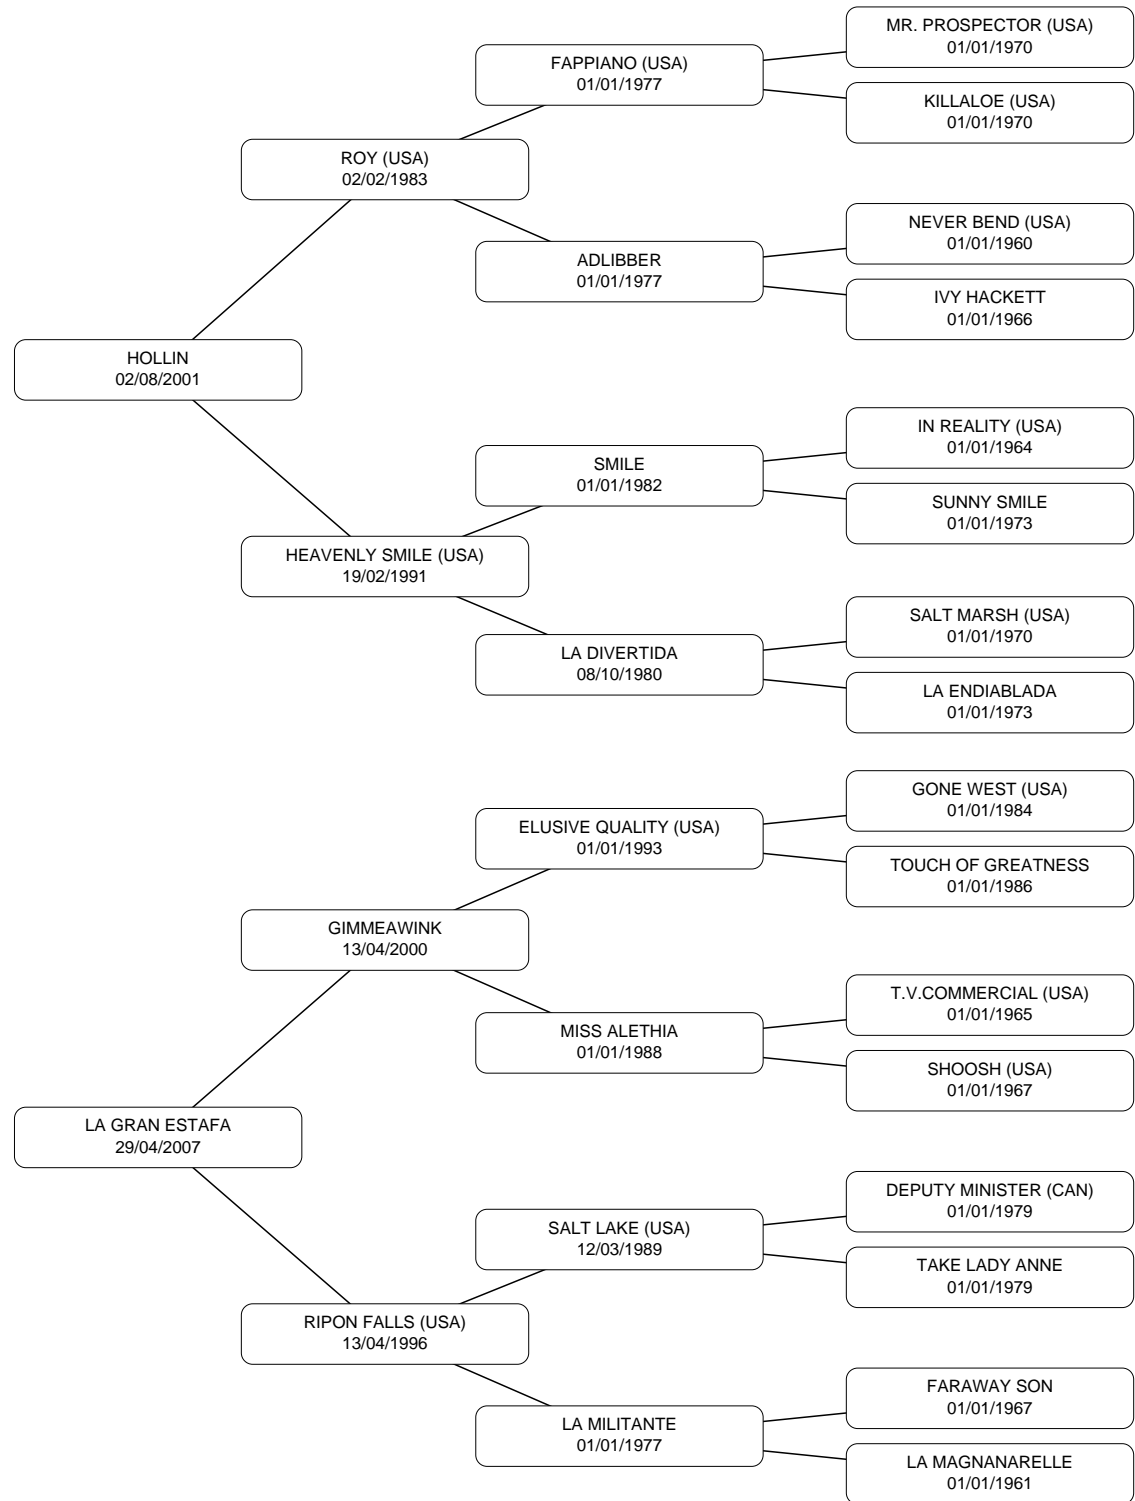 MR. PROSPECTOR (USA)
01/01/1970
FAPPIANO (USA)
01/01/1977
KILLALOE (USA)
01/01/1970
ROY (USA)
02/02/1983
NEVER BEND (USA)
01/01/1960
ADLIBBER
01/01/1977
IVY HACKETT
01/01/1966
HOLLIN
02/08/2001
IN REALITY (USA)
01/01/1964
SMILE
01/01/1982
SUNNY SMILE
01/01/1973
HEAVENLY SMILE (USA)
19/02/1991
SALT MARSH (USA)
01/01/1970
LA DIVERTIDA
08/10/1980
LA ENDIABLADA
01/01/1973
GONE WEST (USA)
01/01/1984
ELUSIVE QUALITY (USA)
01/01/1993
TOUCH OF GREATNESS
01/01/1986
GIMMEAWINK
13/04/2000
T.V.COMMERCIAL (USA)
01/01/1965
MISS ALETHIA
01/01/1988
SHOOSH (USA)
01/01/1967
LA GRAN ESTAFA
29/04/2007
DEPUTY MINISTER (CAN)
01/01/1979
SALT LAKE (USA)
12/03/1989
TAKE LADY ANNE
01/01/1979
RIPON FALLS (USA)
13/04/1996
FARAWAY SON
01/01/1967
LA MILITANTE
01/01/1977
LA MAGNANARELLE
01/01/1961